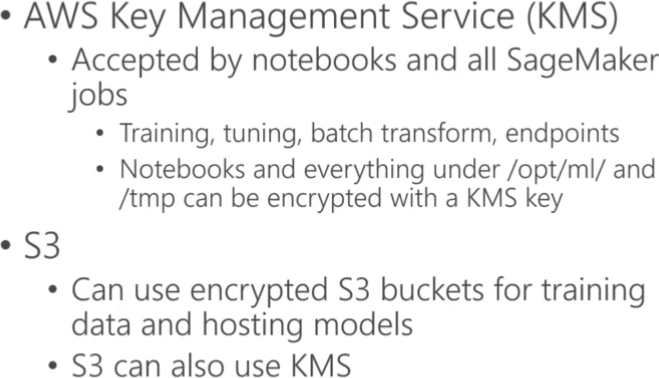 • AWS Key Management Service (KMS)
• Accepted by notebooks and all SageMaker
jobs
• Training, tuning, batch transform, endpoints
• Notebooks and everything under /opt/ml/ and
/tmp can be encrypted with a KMS key
• S3
• Can use encrypted S3 buckets for training
data and hosting models
• S3 can also use KMS